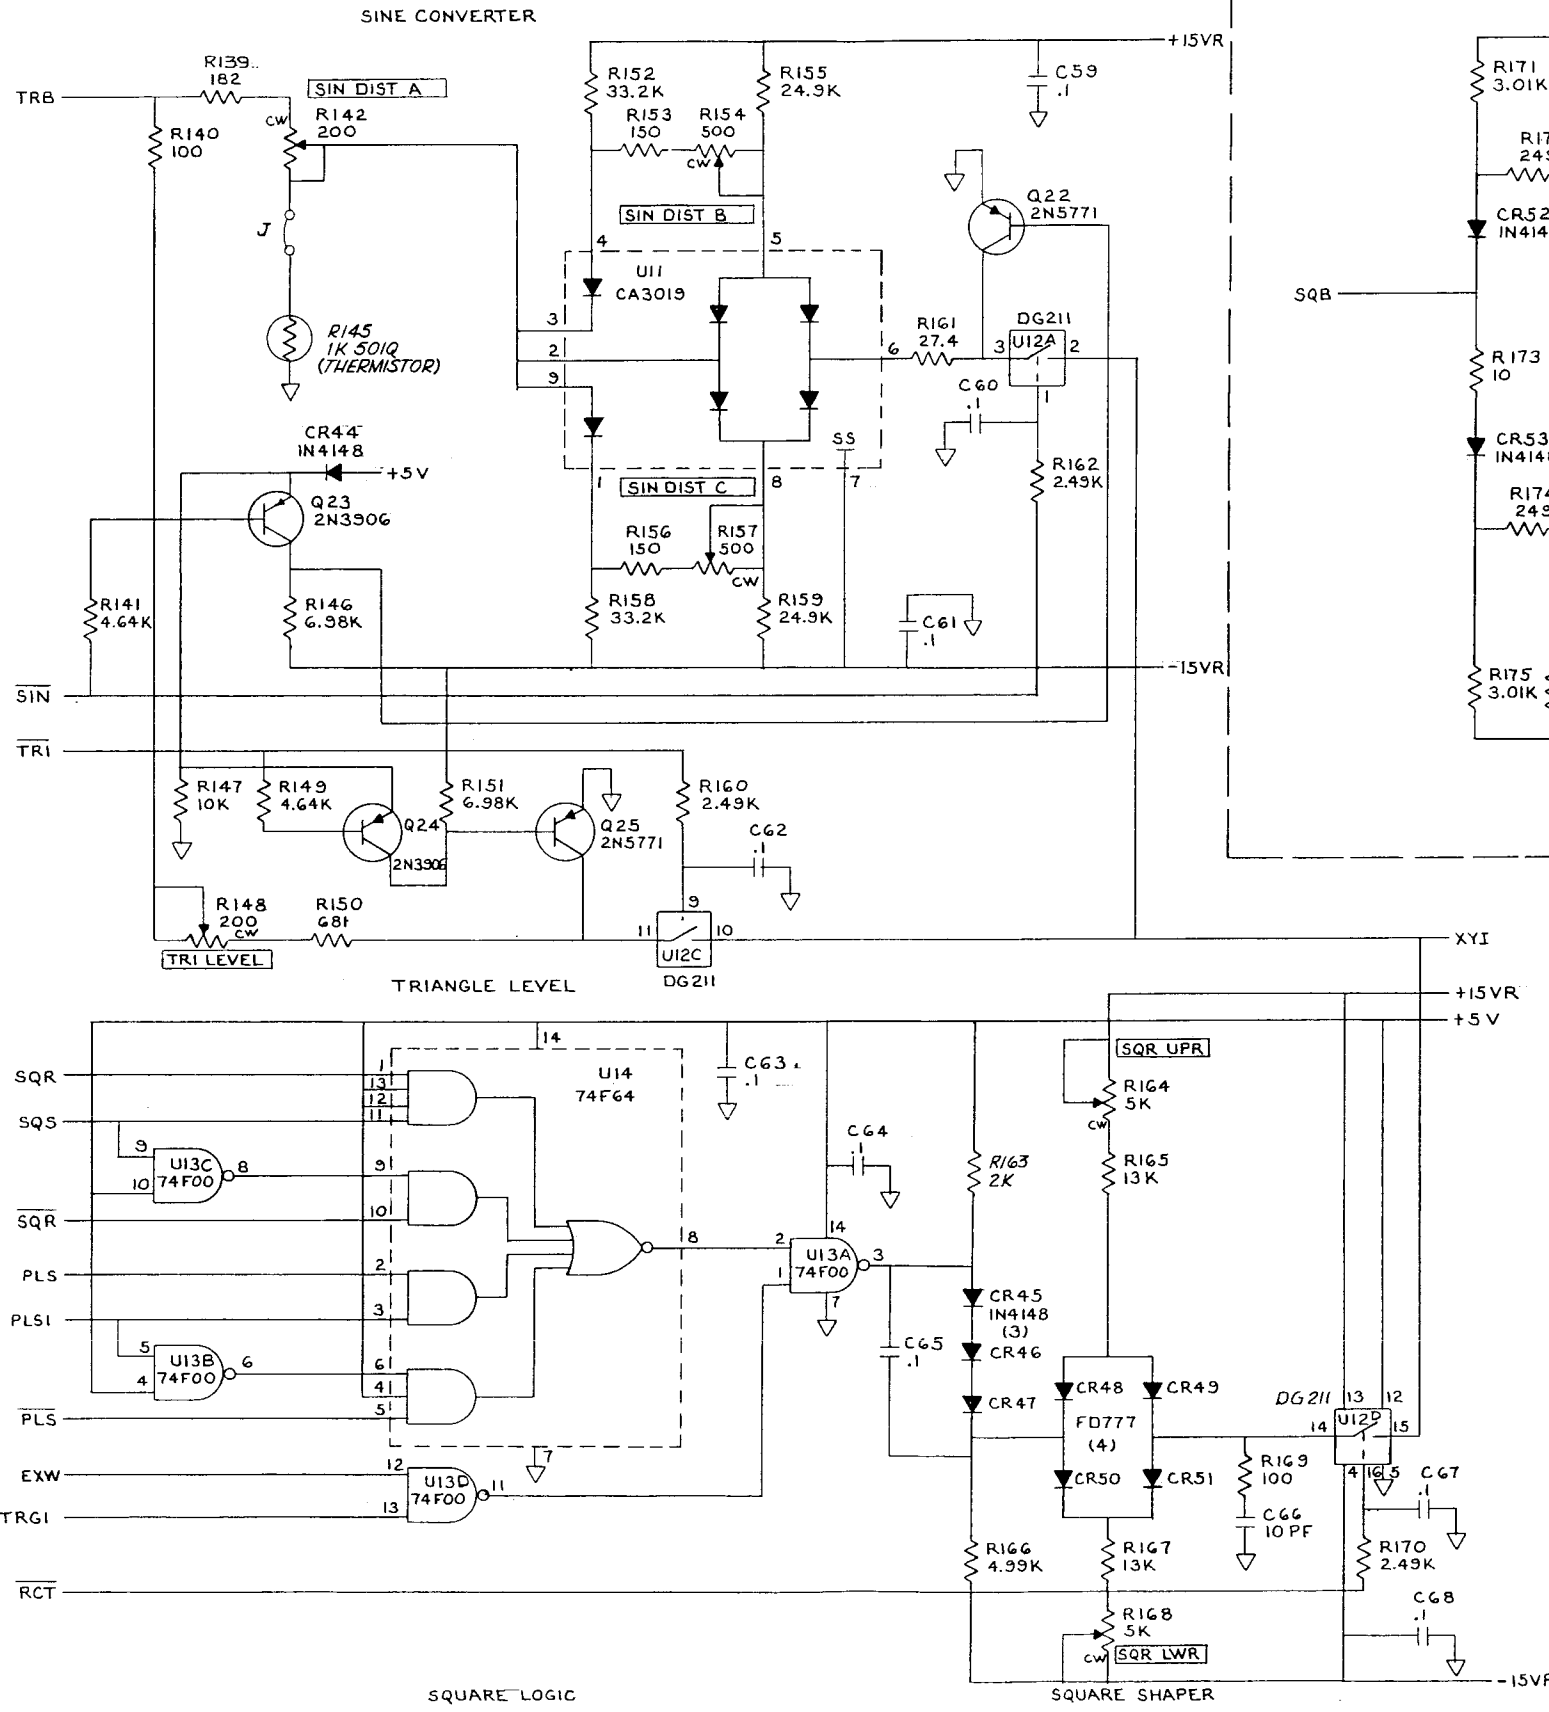 SINE CONVERTER
+15VR
R139
182
SIN DIST A
TRB
CW
R142
200
R140
100
R152
33.2K
R153
150
R154
500
CW
R155
24.9K
C59
.1
R171
3.01K
SIN DIST B
Q22
2N5771
J
4
5
U11
CA3019
CR52
SQB
R145
1K 501Q
(THERMISTOR)
3
2
9
6
R161
27.4
DG211
3
U12A
2
1
C60
.1
R173
10
SS
CR44
1N4148
+5V
Q23
2N3906
1
SIN DIST C
8
7
R162
2.49K
CR53
R156
150
R157
500
CW
R141
4.64K
R146
6.98K
R158
33.2K
R159
24.9K
C61
.1
-15VR
R175
3.01K
SIN
TRI
R147
10K
R149
4.64K
Q24
2N3906
R151
6.98K
Q25
2N5771
R160
2.49K
C62
.1
R148
200
CW
R150
681
TRI LEVEL
9
11
10
U12C
DG211
XYI
TRIANGLE LEVEL
+15VR
+5V
14
U14
74F64
C63
.1
SQR UPR
R164
5K
CW
SQR
1
13
12
11
SQS
9
U13C
74F00
8
10
9
10
SQR
C64
.1
R163
2K
R165
13K
PLS
2
8
2
14
U13A
74F00
3
1
7
PLS1
3
5
U13B
74F00
6
4
6
4
5
PLS
C65
.1
CR45
1N4148
(3)
CR46
CR47
CR48
CR49
FD777
(4)
CR50
CR51
DG211
13
12
14
U12D
15
4
16
5
7
EXW
12
U13D
74F00
11
13
TRG1
R169
100
C66
10PF
C67
.1
R166
4.99K
R167
13K
R170
2.49K
RCT
R168
5K
CW
SQR LWR
C68
.1
-15VR
SQUARE LOGIC
SQUARE SHAPER